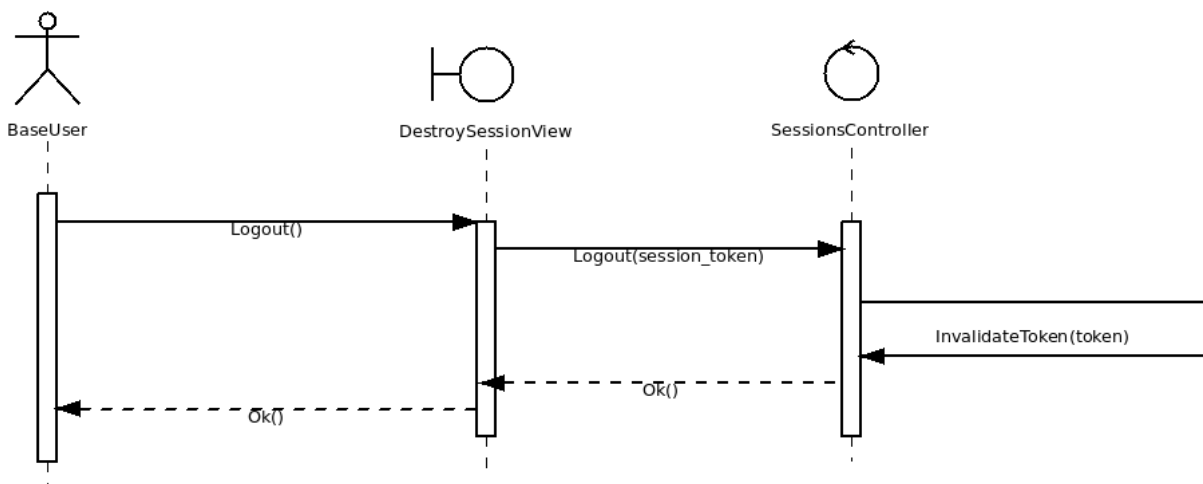 BaseUser
DestroySessionView
SessionsController
Logout()
Logout(session_token)
InvalidateToken(token)
Ok()
Ok()